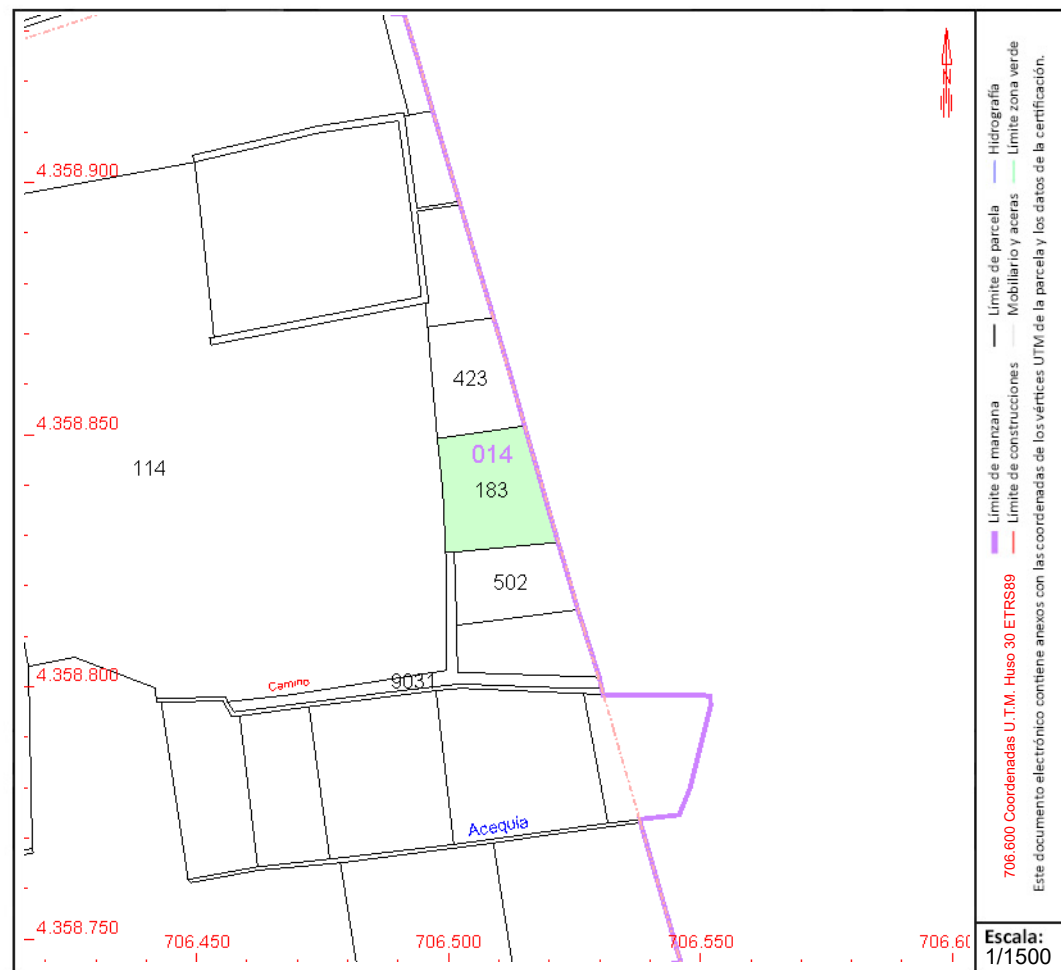 4.358.900
423
4.358.850
014
114
183
502
4.358.800
Camino
9031
Acequia
4.358.750
706.450
706.500
706.550
706.60
N
Límite de manzana
Límite de parcela
Hidrografía
Límite de construcciones
Mobiliario y aceras
Límite zona verde
706.600 Coordenadas U.T.M. Huso 30 ETRS89
Este documento electrónico contiene anexos con las coordenadas de los vértices UTM de la parcela y los datos de la certificación.
Escala:
1/1500